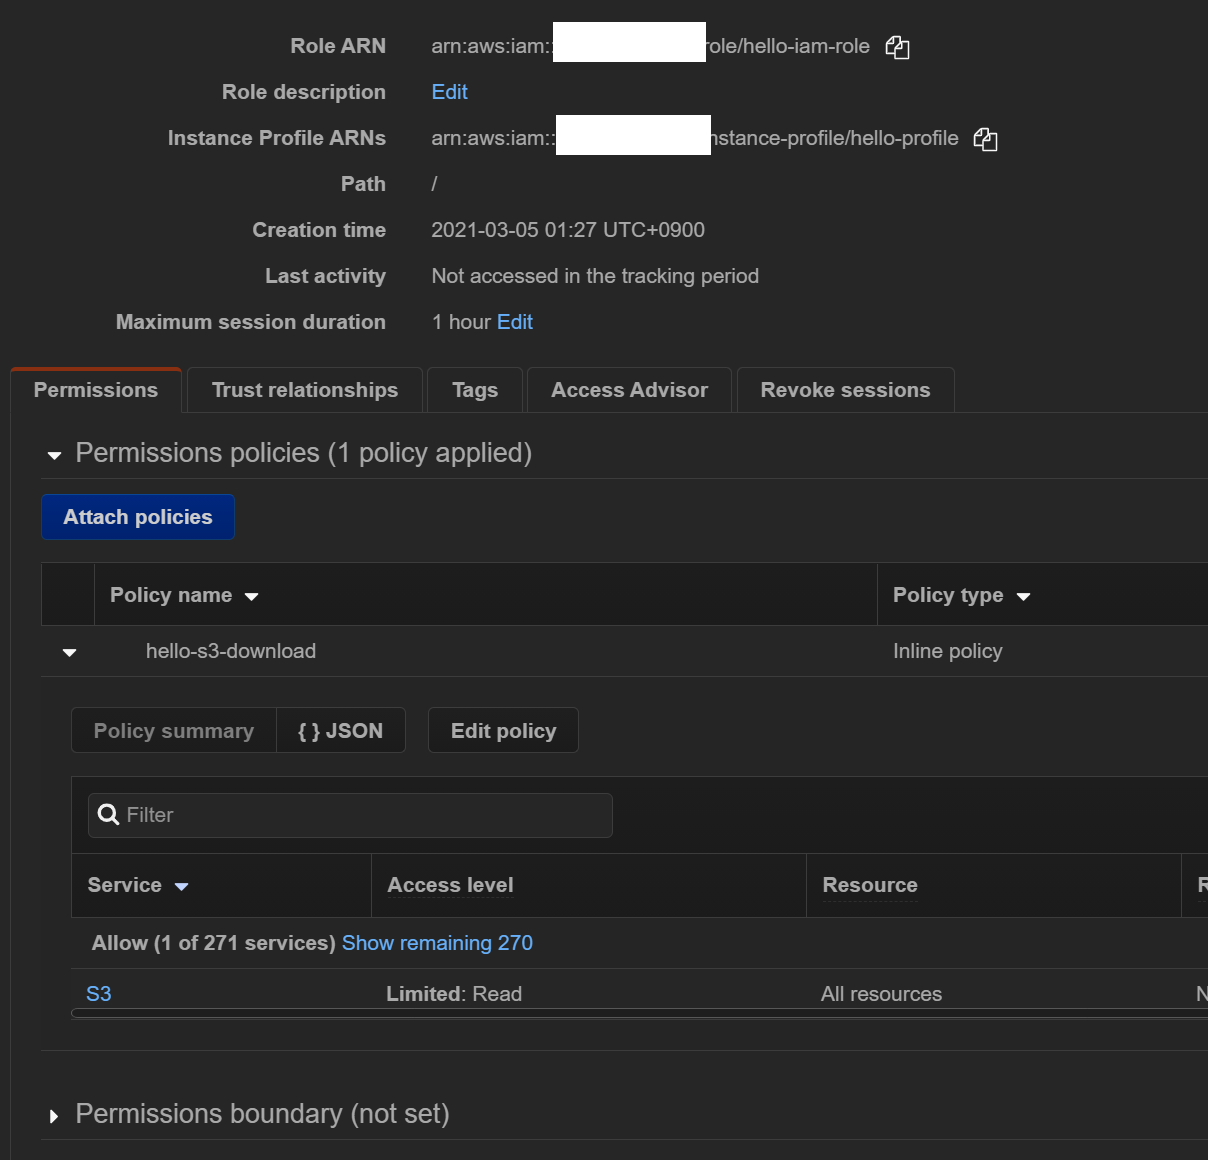 Role ARN arn:aws:iam:: role/hello-iam-role
Role description Edit
Instance Profile ARNs arn:aws:iam:: nstance-profile/hello-profile
Path /
Creation time 2021-03-05 01:27 UTC+0900
Last activity Not accessed in the tracking period
Maximum session duration 1 hour Edit
Permissions Trust relationships Tags Access Advisor Revoke sessions
Permissions policies (1 policy applied)
Attach policies
Policy name Policy type
hello-s3-download Inline policy
Policy summary { } JSON Edit policy
Filter
Service Access level Resource R
Allow (1 of 271 services) Show remaining 270
S3 Limited: Read All resources N
Permissions boundary (not set)